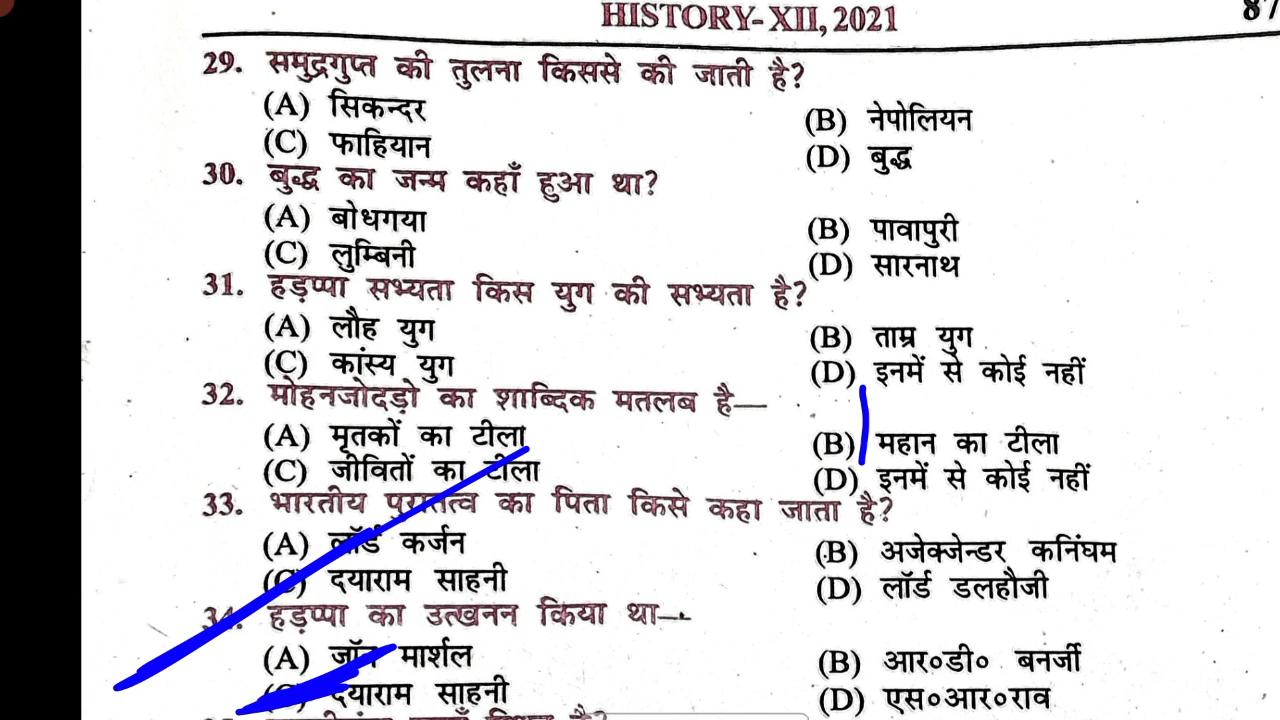 HISTORY-XII, 2021
87
29. समुद्रगुप्त की तुलना किससे की जाती है?
(A) सिकन्दर (B) नेपोलियन
(C) फाहियान (D) बुद्ध
30. बुद्ध का जन्म कहाँ हुआ था?
(A) बोधगया (B) पावापुरी
(C) लुम्बिनी (D) सारनाथ
31. हड़प्पा सभ्यता किस युग की सभ्यता है?
(A) लौह युग (B) ताम्र युग
(C) कांस्य युग (D) इनमें से कोई नहीं
32. मोहनजोदड़ो का शाब्दिक मतलब है—
(A) मृतकों का टीला (B) महान का टीला
(C) जीवितों का टीला (D) इनमें से कोई नहीं
33. भारतीय पुरातत्व का पिता किसे कहा जाता है?
(A) लॉर्ड कर्जन (B) अजेक्जेन्डर कनिंघम
(C) दयाराम साहनी (D) लॉर्ड डलहौजी
34. हड़प्पा का उत्खनन किया था—
(A) जॉन मार्शल (B) आर०डी० बनर्जी
(C) दयाराम साहनी (D) एस०आर०राव